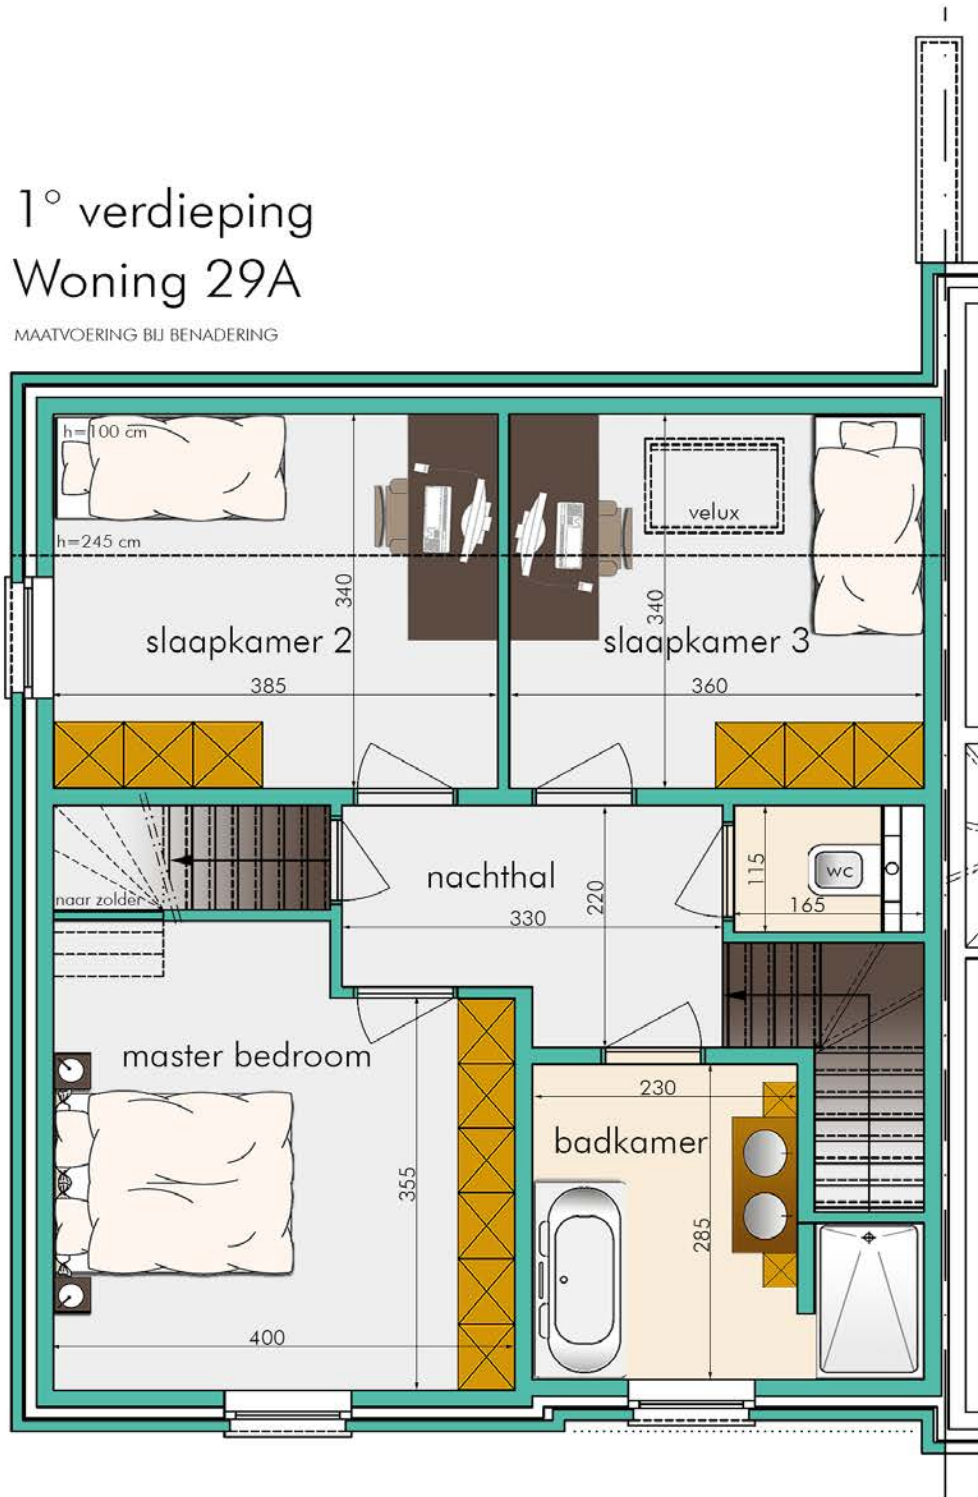 1° verdieping
Woning 29A
MAATVOERING BIJ BENADERING
h=100 cm
velux
h=245 cm
340
340
slaapkamer 2
slaapkamer 3
385
360
nachthal
115
wc
naar zolder
220
165
330
master bedroom
230
badkamer
355
285
400